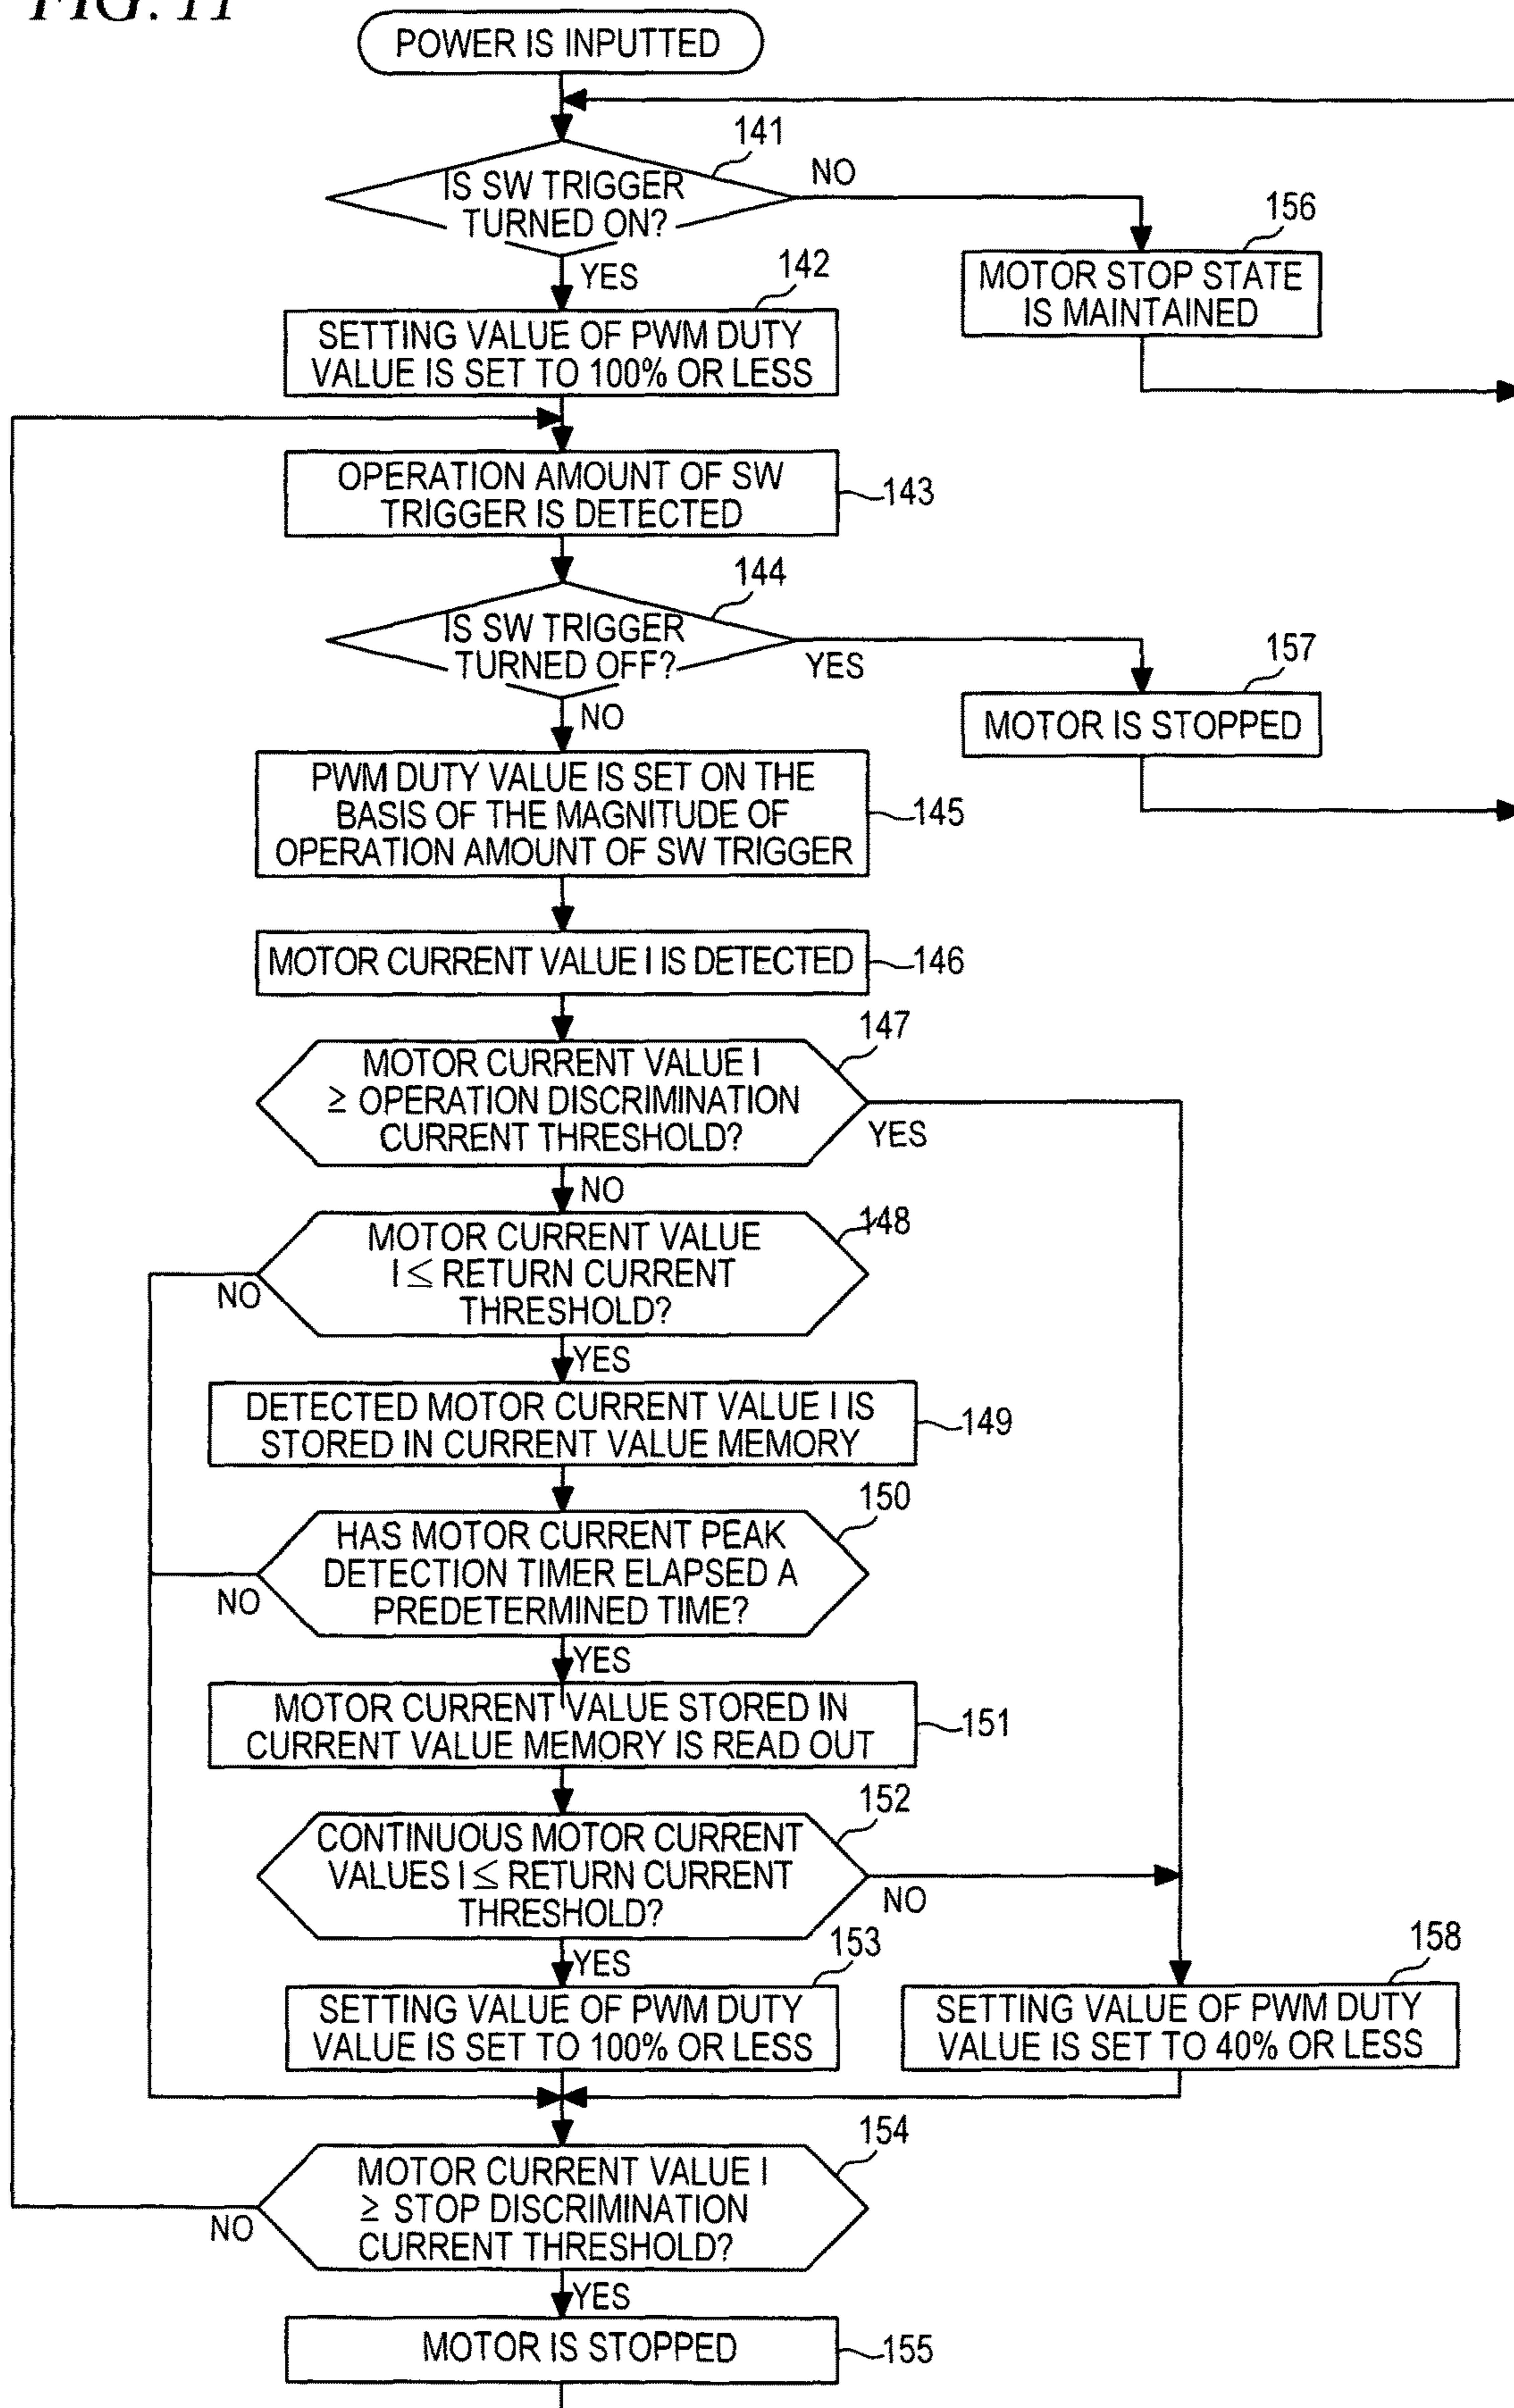 FIG. 11
POWER IS INPUTTED
141
IS SW TRIGGER
TURNED ON?
NO
156
MOTOR STOP STATE
IS MAINTAINED
YES
142
SETTING VALUE OF PWM DUTY
VALUE IS SET TO 100% OR LESS
OPERATION AMOUNT OF SW
TRIGGER IS DETECTED
143
144
IS SW TRIGGER
TURNED OFF?
YES
157
MOTOR IS STOPPED
NO
PWM DUTY VALUE IS SET ON THE
BASIS OF THE MAGNITUDE OF
OPERATION AMOUNT OF SW TRIGGER
145
MOTOR CURRENT VALUE I IS DETECTED
146
147
MOTOR CURRENT VALUE I
≥ OPERATION DISCRIMINATION
CURRENT THRESHOLD?
YES
NO
148
MOTOR CURRENT VALUE
I ≤ RETURN CURRENT
THRESHOLD?
NO
YES
DETECTED MOTOR CURRENT VALUE I IS
STORED IN CURRENT VALUE MEMORY
149
150
HAS MOTOR CURRENT PEAK
DETECTION TIMER ELAPSED A
PREDETERMINED TIME?
NO
YES
MOTOR CURRENT VALUE STORED IN
CURRENT VALUE MEMORY IS READ OUT
151
152
CONTINUOUS MOTOR CURRENT
VALUES I ≤ RETURN CURRENT
THRESHOLD?
NO
YES
153
SETTING VALUE OF PWM DUTY
VALUE IS SET TO 100% OR LESS
158
SETTING VALUE OF PWM DUTY
VALUE IS SET TO 40% OR LESS
154
MOTOR CURRENT VALUE I
≥ STOP DISCRIMINATION
CURRENT THRESHOLD?
NO
YES
MOTOR IS STOPPED
155